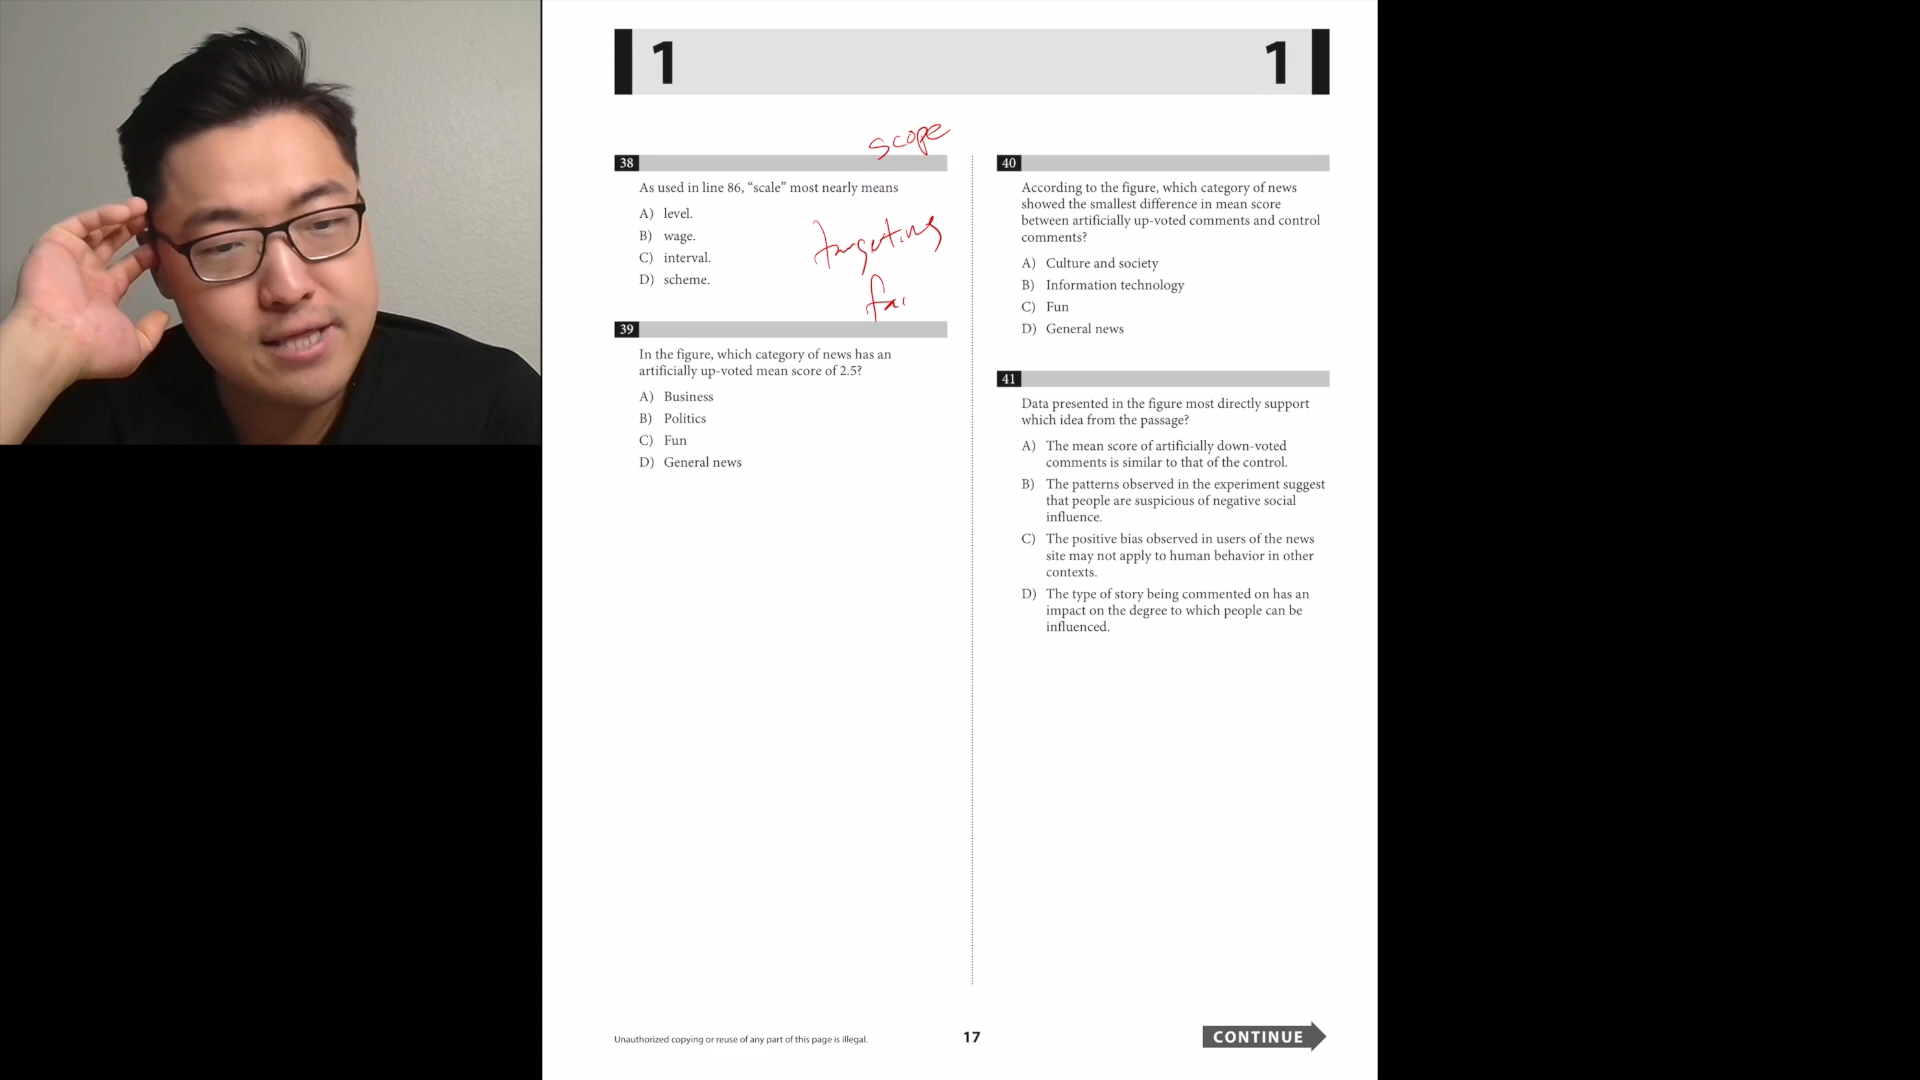 1
1
scope
38
As used in line 86, “scale” most nearly means
A) level.
B) wage.
C) interval.
D) scheme.
targeting
fai
39
In the figure, which category of news has an
artificially up-voted mean score of 2.5?
A) Business
B) Politics
C) Fun
D) General news
40
According to the figure, which category of news
showed the smallest difference in mean score
between artificially up-voted comments and control
comments?
A) Culture and society
B) Information technology
C) Fun
D) General news
41
Data presented in the figure most directly support
which idea from the passage?
A) The mean score of artificially down-voted
comments is similar to that of the control.
B) The patterns observed in the experiment suggest
that people are suspicious of negative social
influence.
C) The positive bias observed in users of the news
site may not apply to human behavior in other
contexts.
D) The type of story being commented on has an
impact on the degree to which people can be
influenced.
Unauthorized copying or reuse of any part of this page is illegal.
17
CONTINUE